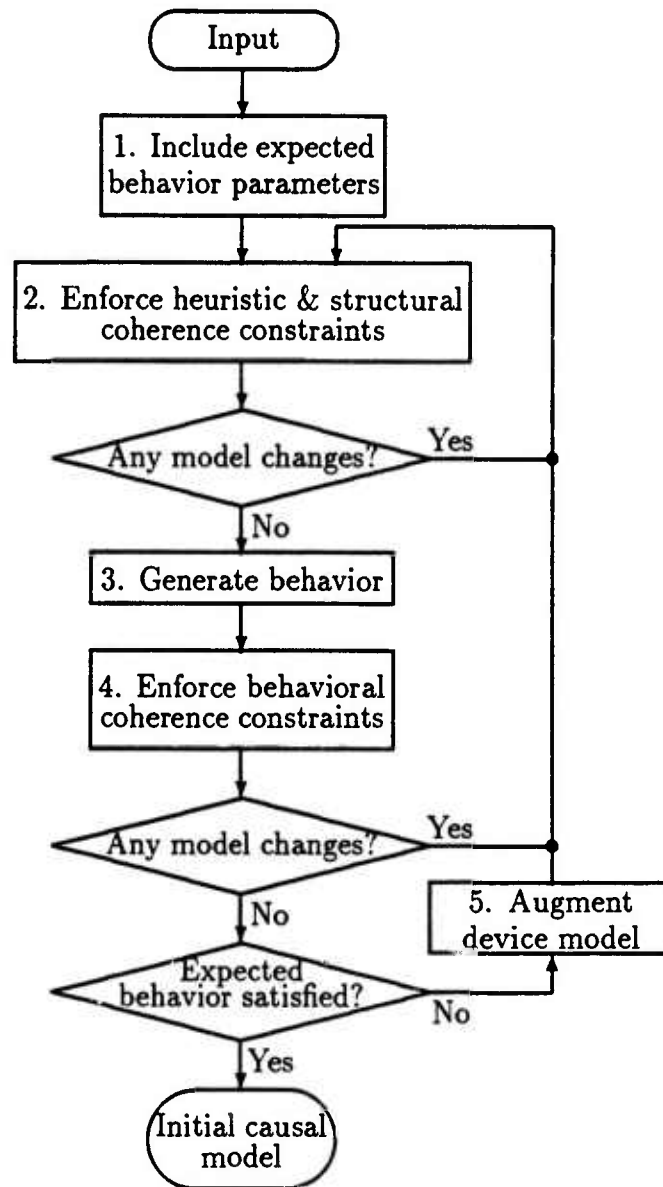 Input
1. Include expected
behavior parameters
2. Enforce heuristic & structural
coherence constraints
Any model changes?
Yes
No
3. Generate behavior
4. Enforce behavioral
coherence constraints
Any model changes?
Yes
No
5. Augment
device model
Expected
behavior satisfied?
No
Yes
Initial causal
model